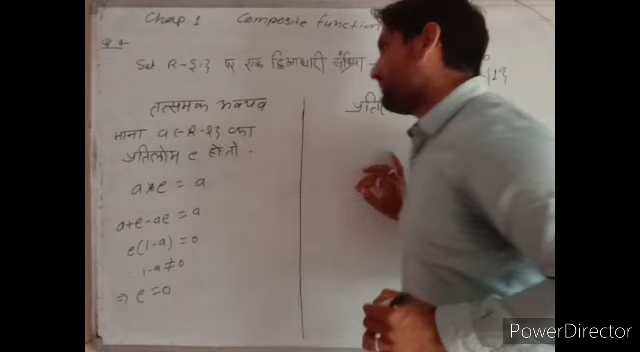 Chap 1 Composite function
Set R-{1} पर एक द्विआधारी संक्रिया
-{1}
तत्समक अवयव
माना a ∈ R-{1} का
प्रतिलोम e हो तो
a*e = a
a+e-ae = a
e(1-a) = 0
1-a≠0
⇒ e = 0
PowerDirector